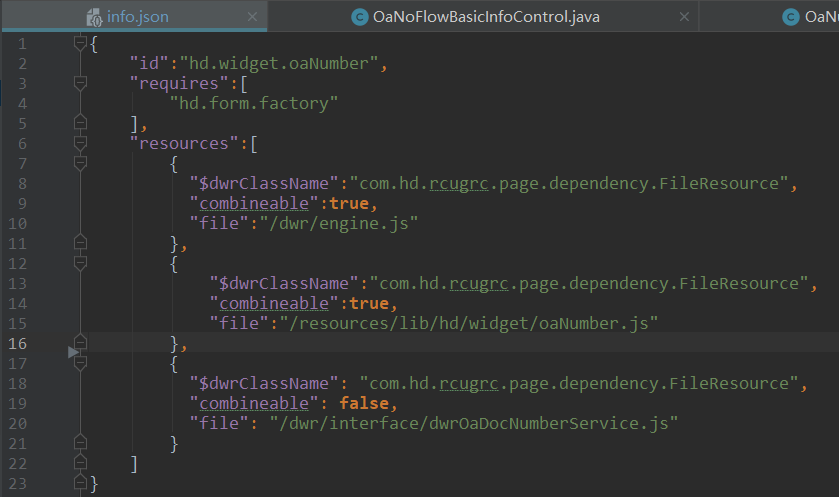 info.json
OaNoFlowBasicInfoControl.java
OaNu
1 {
2 "id":"hd.widget.oaNumber",
3 "requires":[
4 "hd.form.factory"
5 ],
6 "resources":[
7 {
8 "$dwrClassName":"com.hd.rcugrc.page.dependency.FileResource",
9 "combineable":true,
10 "file":"/dwr/engine.js"
11 },
12 {
13 "$dwrClassName":"com.hd.rcugrc.page.dependency.FileResource",
14 "combineable":true,
15 "file":"/resources/lib/hd/widget/oaNumber.js"
16 },
17 {
18 "$dwrClassName": "com.hd.rcugrc.page.dependency.FileResource",
19 "combineable": false,
20 "file": "/dwr/interface/dwrOaDocNumberService.js"
21 }
22 ]
23 }